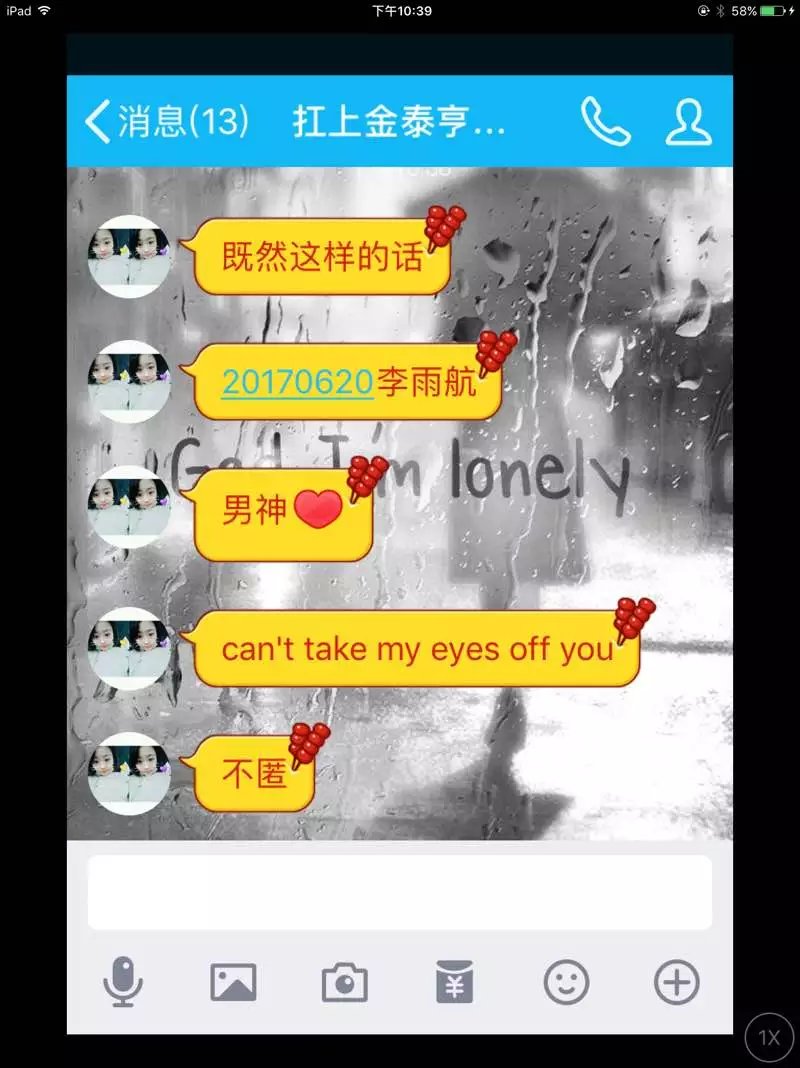 iPad 下午10:39 58%
消息(13) 扛上金泰亨...
既然这样的话
20170620李雨航
God I'm lonely
男神
can't take my eyes off you
不匿
¥
1X